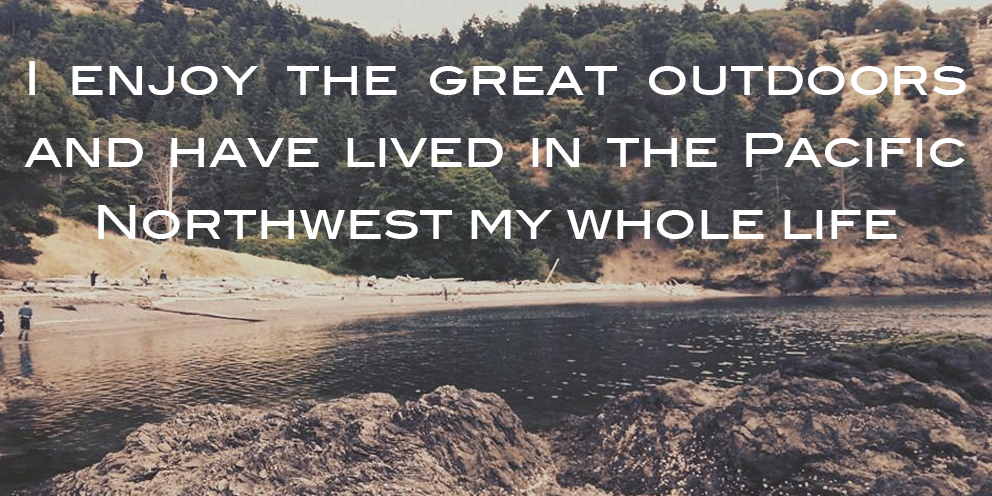 I enjoy the great outdoors
and have lived in the Pacific
Northwest my whole life